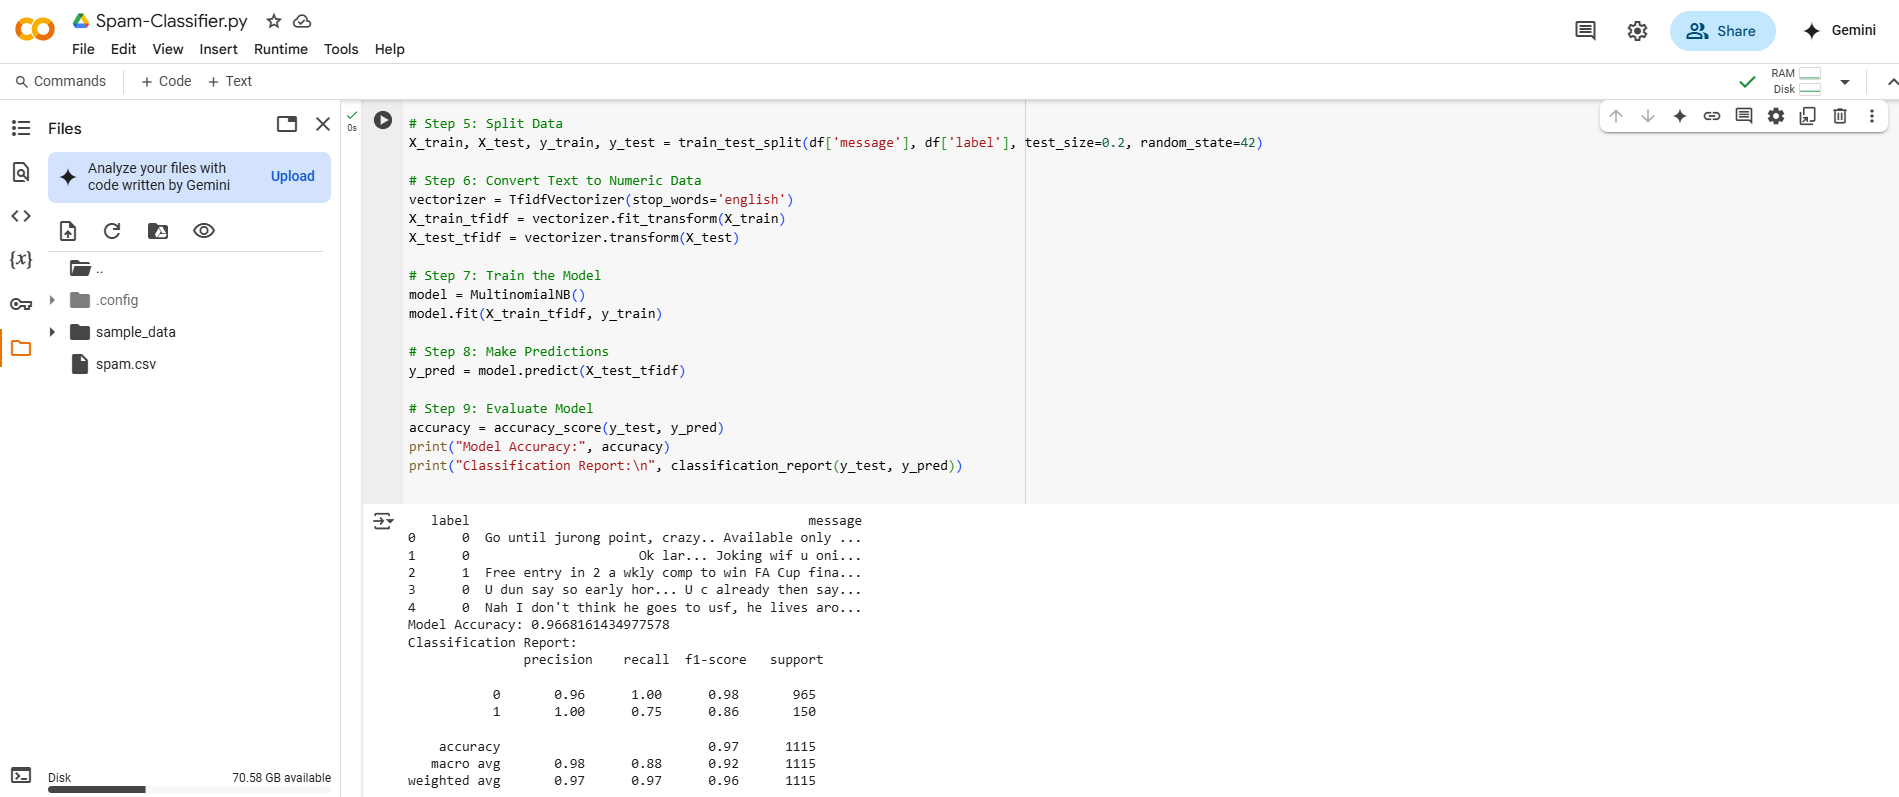 Spam-Classifier.py
File Edit View Insert Runtime Tools Help
Share
Gemini
Commands + Code + Text
RAM
Disk
Files
Analyze your files with
code written by Gemini
Upload
..
.config
sample_data
spam.csv
Disk 70.58 GB available
{x}
0s
# Step 5: Split Data
X_train, X_test, y_train, y_test = train_test_split(df['message'], df['label'], test_size=0.2, random_state=42)
# Step 6: Convert Text to Numeric Data
vectorizer = TfidfVectorizer(stop_words='english')
X_train_tfidf = vectorizer.fit_transform(X_train)
X_test_tfidf = vectorizer.transform(X_test)
# Step 7: Train the Model
model = MultinomialNB()
model.fit(X_train_tfidf, y_train)
# Step 8: Make Predictions
y_pred = model.predict(X_test_tfidf)
# Step 9: Evaluate Model
accuracy = accuracy_score(y_test, y_pred)
print("Model Accuracy:", accuracy)
print("Classification Report:\n", classification_report(y_test, y_pred))
label message
0 0 Go until jurong point, crazy.. Available only ...
1 0 Ok lar... Joking wif u oni...
2 1 Free entry in 2 a wkly comp to win FA Cup fina...
3 0 U dun say so early hor... U c already then say...
4 0 Nah I don't think he goes to usf, he lives aro...
Model Accuracy: 0.9668161434977578
Classification Report:
precision recall f1-score support
0 0.96 1.00 0.98 965
1 1.00 0.75 0.86 150
accuracy 0.97 1115
macro avg 0.98 0.88 0.92 1115
weighted avg 0.97 0.97 0.96 1115